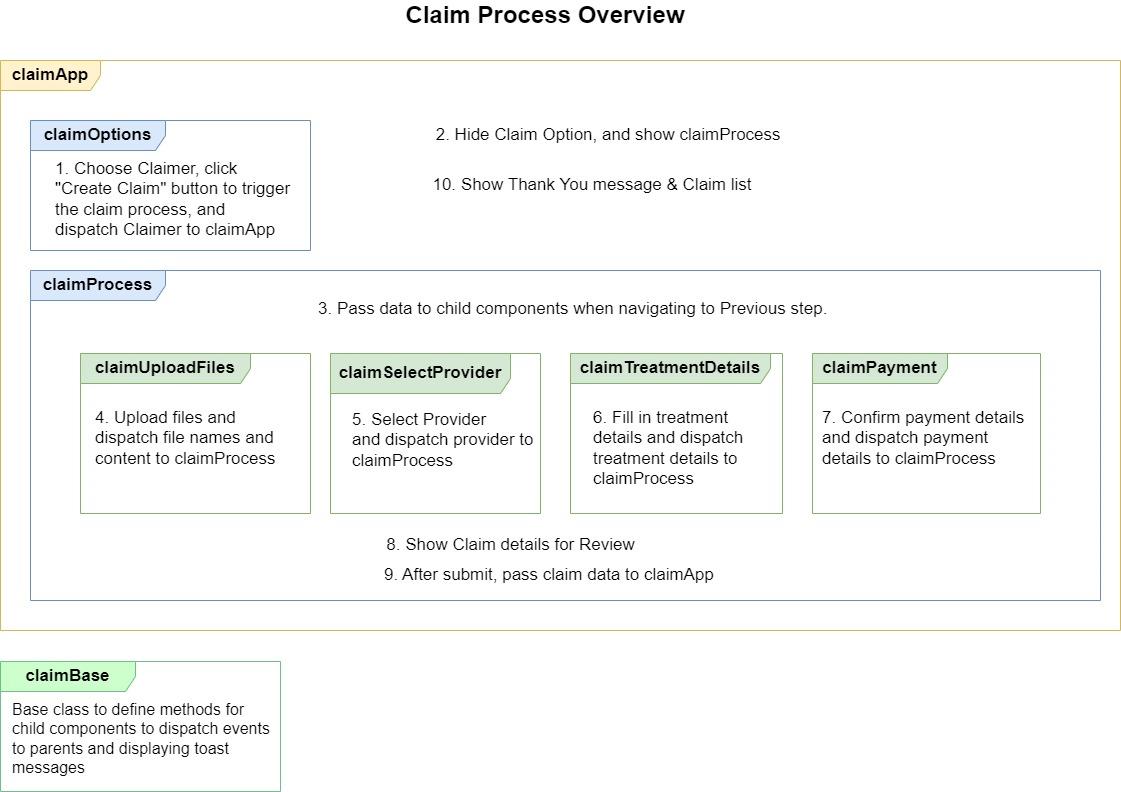 Claim Process Overview
claimApp
claimOptions
1. Choose Claimer, click
"Create Claim" button to trigger
the claim process, and
dispatch Claimer to claimApp
2. Hide Claim Option, and show claimProcess
10. Show Thank You message & Claim list
claimProcess
3. Pass data to child components when navigating to Previous step.
claimUploadFiles
4. Upload files and
dispatch file names and
content to claimProcess
claimSelectProvider
5. Select Provider
and dispatch provider to
claimProcess
claimTreatmentDetails
6. Fill in treatment
details and dispatch
treatment details to
claimProcess
claimPayment
7. Confirm payment details
and dispatch payment
details to claimProcess
8. Show Claim details for Review
9. After submit, pass claim data to claimApp
claimBase
Base class to define methods for
child components to dispatch events
to parents and displaying toast
messages